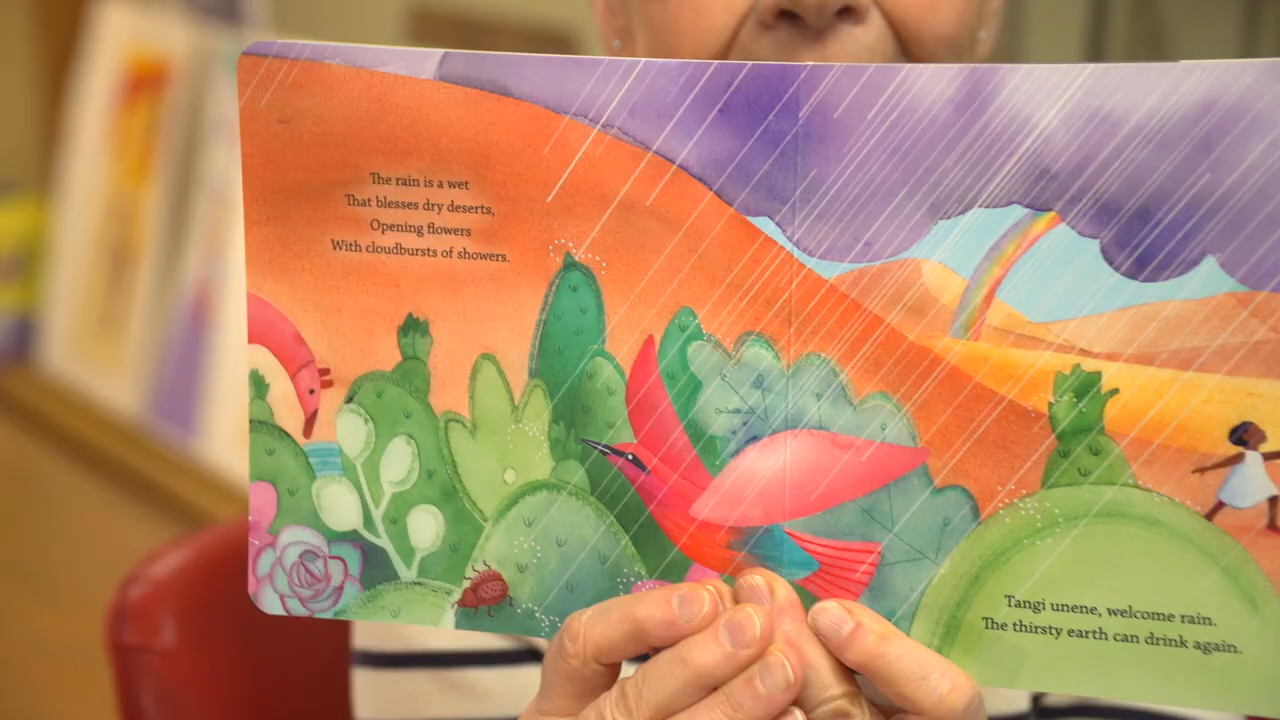 The rain is a wet
That blesses dry deserts,
Opening flowers
With cloudbursts of showers.
Tangi unene, welcome rain.
The thirsty earth can drink again.